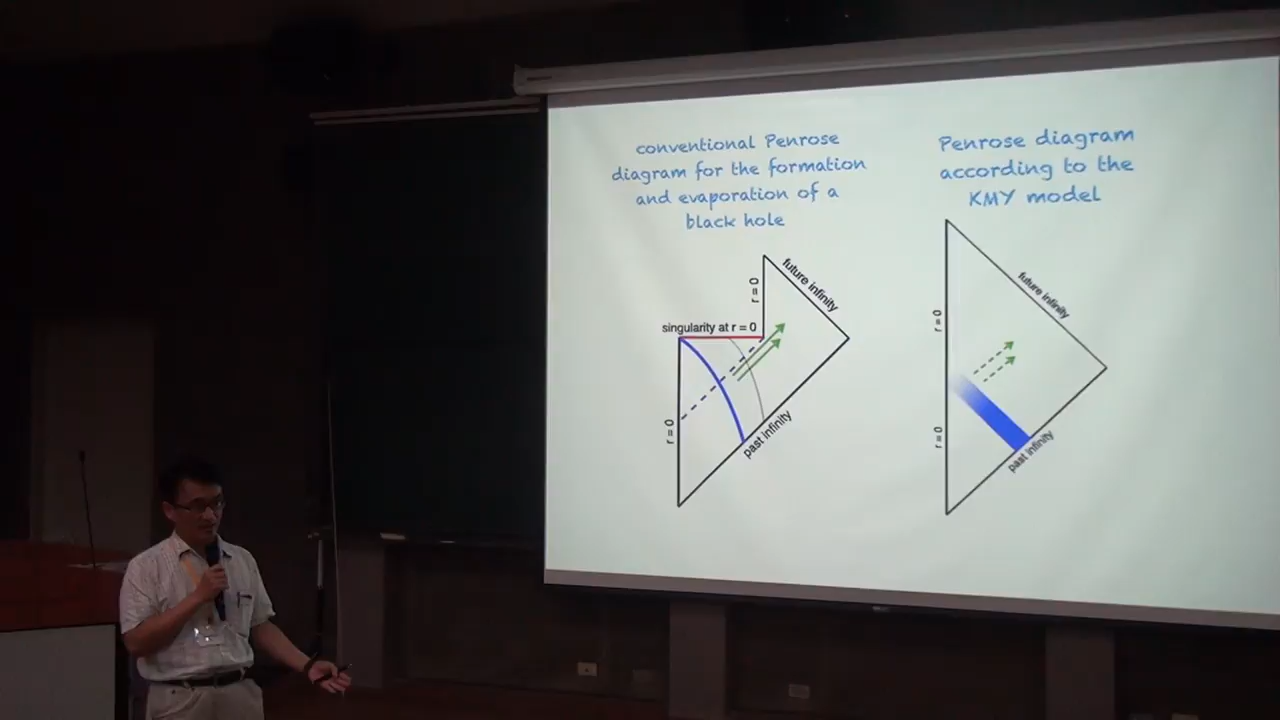 conventional Penrose
diagram for the formation
and evaporation of a
black hole
Penrose diagram
according to the
KMY model
future infinity
r = 0
singularity at r = 0
r = 0
past infinity
future infinity
r = 0
r = 0
past infinity